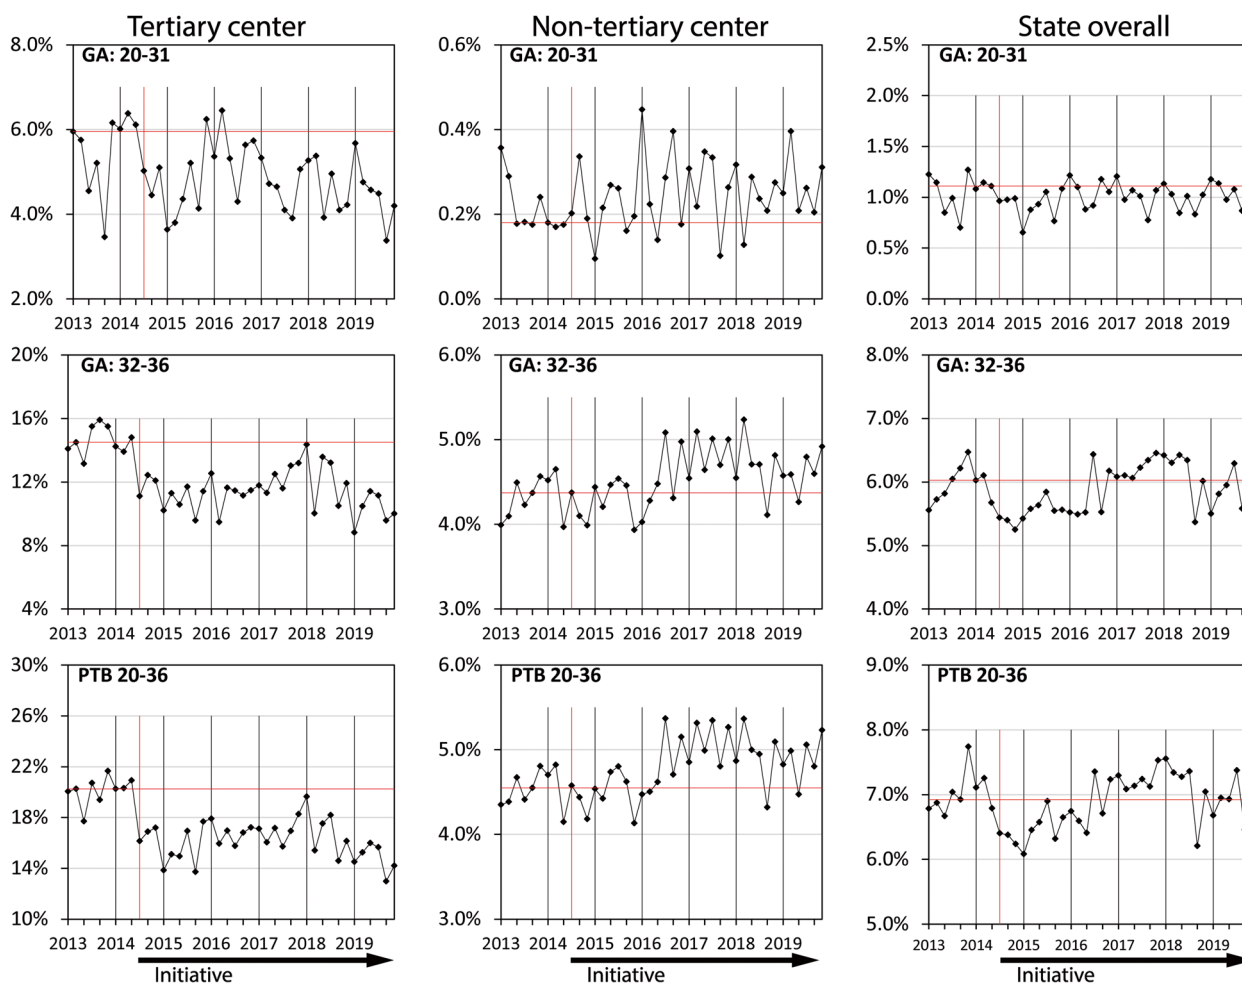 Tertiary center Non-tertiary center State overall
8.0% 0.6% 2.5%
GA: 20-31 GA: 20-31 GA: 20-31
2.0%
6.0% 0.4% 1.5%
1.0%
4.0% 0.2% 0.5%
2.0% 0.0% 0.0%
2013 2014 2015 2016 2017 2018 2019 2013 2014 2015 2016 2017 2018 2019 2013 2014 2015 2016 2017 2018 2019
20% 6.0% 8.0%
GA: 32-36 GA: 32-36 GA: 32-36
16% 5.0% 7.0%
12% 6.0%
8% 4.0% 5.0%
4% 3.0% 4.0%
2013 2014 2015 2016 2017 2018 2019 2013 2014 2015 2016 2017 2018 2019 2013 2014 2015 2016 2017 2018 2019
30% 6.0% 9.0%
PTB 20-36 PTB 20-36 PTB 20-36
26% 8.0%
22% 5.0% 7.0%
18% 4.0% 6.0%
14%
10% 3.0% 5.0%
2013 2014 2015 2016 2017 2018 2019 2013 2014 2015 2016 2017 2018 2019 2013 2014 2015 2016 2017 2018 2019
Initiative Initiative Initiative